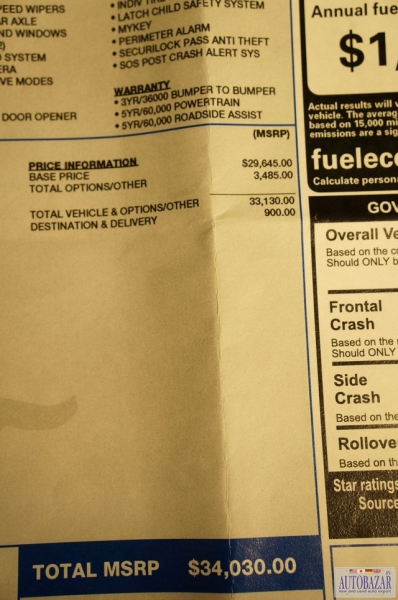 PEED WIPERS
AR AXLE
ND WINDOWS
SYSTEM
ERA
VE MODES
DOOR OPENER
• LATCH CHILD SAFETY SYSTEM
• MYKEY
• PERIMETER ALARM
• SECURILOCK PASS ANTI THEFT
• SOS POST CRASH ALERT SYS
WARRANTY
• 3YR/36000 BUMPER TO BUMPER
• 5YR/60,000 POWERTRAIN
• 5YR/60,000 ROADSIDE ASSIST
(MSRP)
PRICE INFORMATION
BASE PRICE $29,645.00
TOTAL OPTIONS/OTHER 3,485.00
TOTAL VEHICLE & OPTIONS/OTHER 33,130.00
DESTINATION & DELIVERY 900.00
TOTAL MSRP $34,030.00
Annual fue
$1,
Actual results will v
vehicle. The averag
based on 15,000 m
emissions are a sig
fueleco
Calculate person
GOV
Overall Ve
Based on the co
Should ONLY b
Frontal
Crash
Based on the
Should ONLY
Side
Crash
Based on the
Rollove
Based on th
Star ratings
Source
AUTOBAZAR
new and used auto export